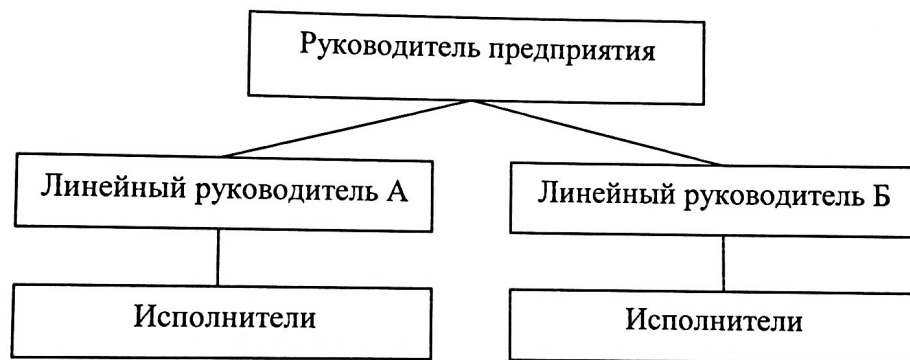 Руководитель предприятия
Линейный руководитель А
Линейный руководитель Б
Исполнители
Исполнители